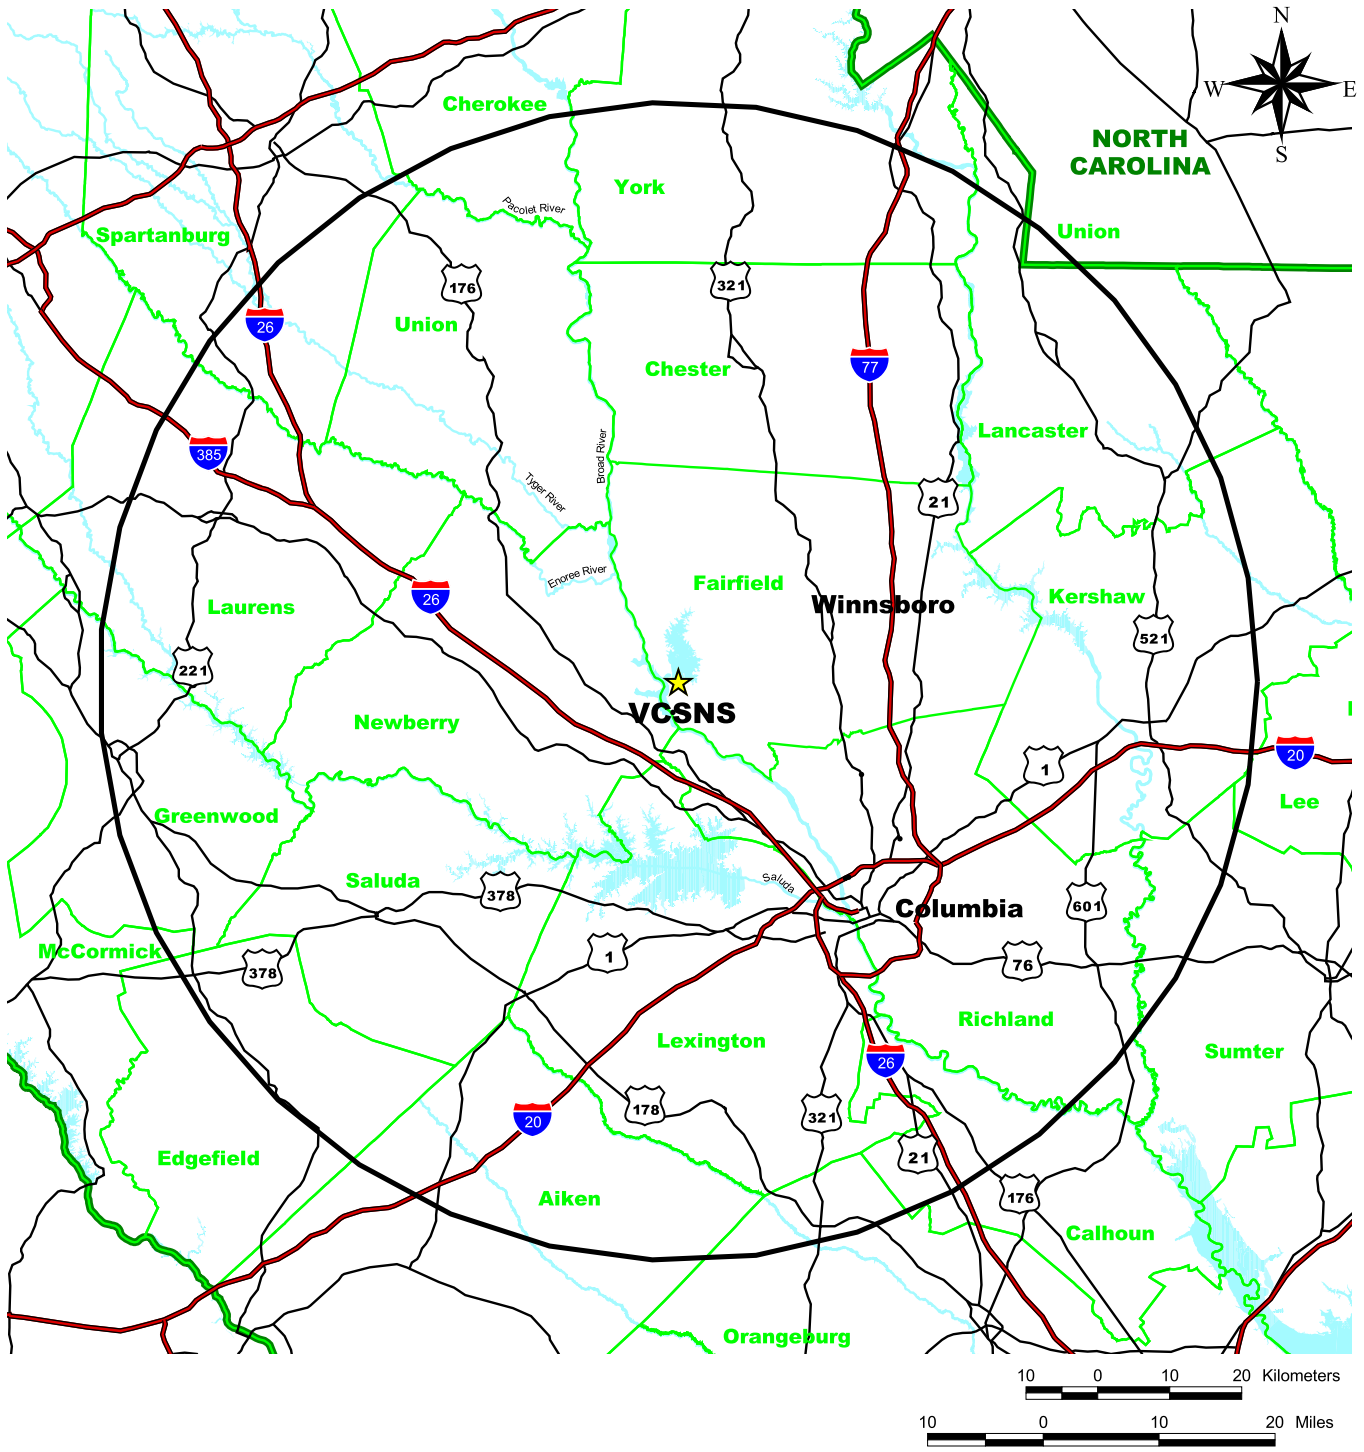 N
W
E
S
Cherokee
NORTH
CAROLINA
York
Pacolet River
Spartanburg
Union
176
321
Union
26
Chester
77
385
Lancaster
Broad River
Tyger River
21
Enoree River
Fairfield
26
Laurens
Winnsboro
Kershaw
521
221
VCSNS
Newberry
1
20
Lee
Greenwood
Saluda
378
Saluda
601
Columbia
McCormick
378
1
76
Richland
Lexington
26
Sumter
178
321
20
21
Edgefield
Aiken
176
Calhoun
Orangeburg
10 0 10 20 Kilometers
10 0 10 20 Miles